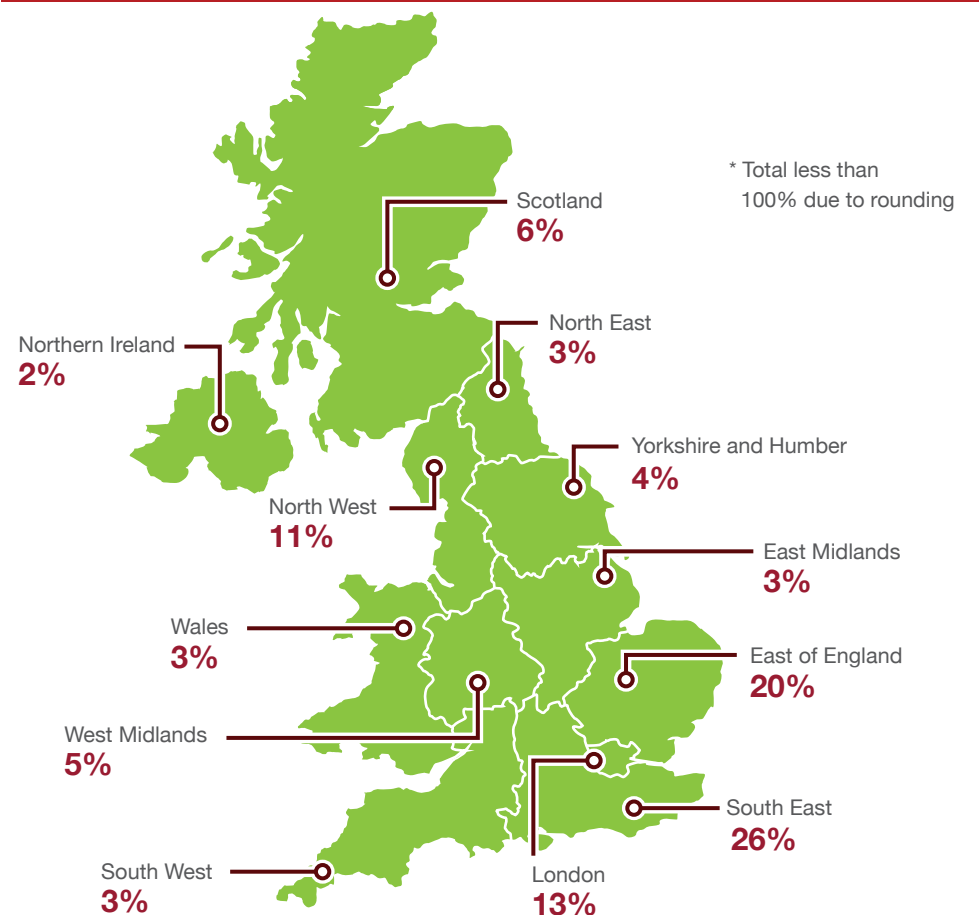 * Total less than
100% due to rounding
Scotland
6%
North East
3%
Northern Ireland
2%
Yorkshire and Humber
4%
North West
11%
East Midlands
3%
Wales
3%
East of England
20%
West Midlands
5%
South East
26%
South West
3%
London
13%